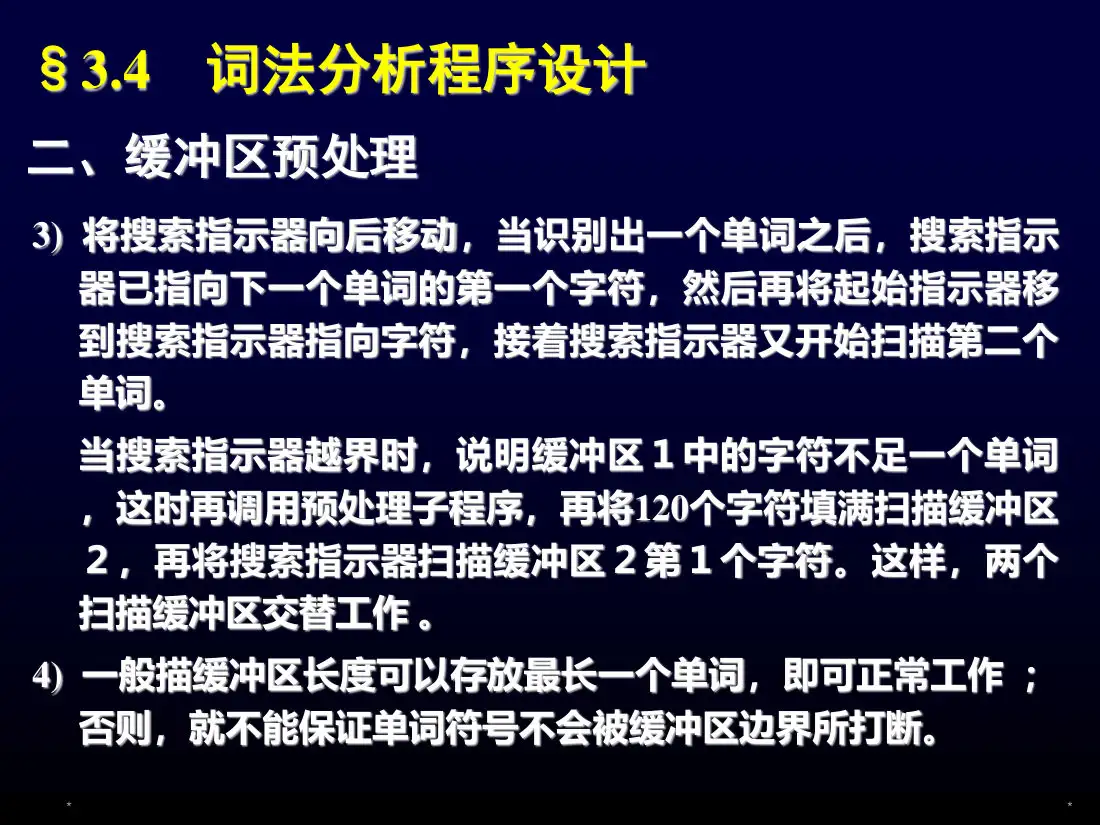 §3.4 词法分析程序设计
二、缓冲区预处理
3) 将搜索指示器向后移动，当识别出一个单词之后，搜索指示
器已指向下一个单词的第一个字符，然后再将起始指示器移
到搜索指示器指向字符，接着搜索指示器又开始扫描第二个
单词。
当搜索指示器越界时，说明缓冲区１中的字符不足一个单词
，这时再调用预处理子程序，再将120个字符填满扫描缓冲区
２，再将搜索指示器扫描缓冲区２第１个字符。这样，两个
扫描缓冲区交替工作 。
4) 一般描缓冲区长度可以存放最长一个单词，即可正常工作 ；
否则，就不能保证单词符号不会被缓冲区边界所打断。
* *